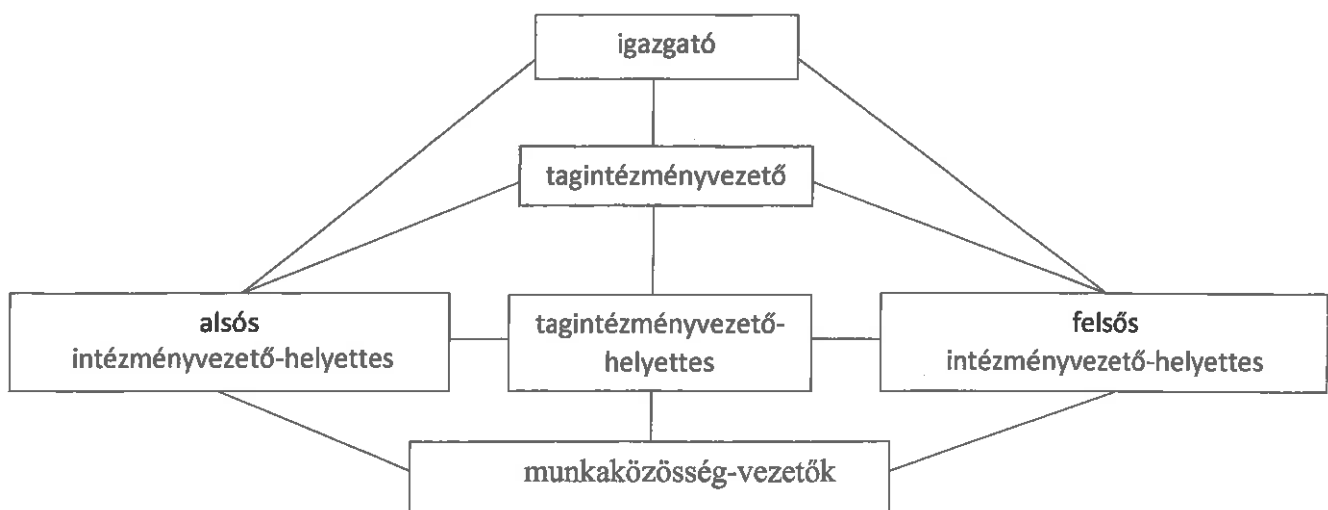 igazgató
tagintézményvezető
alsós
intézményvezető-helyettes
tagintézményvezető-
helyettes
felsős
intézményvezető-helyettes
munkaközösség-vezetők